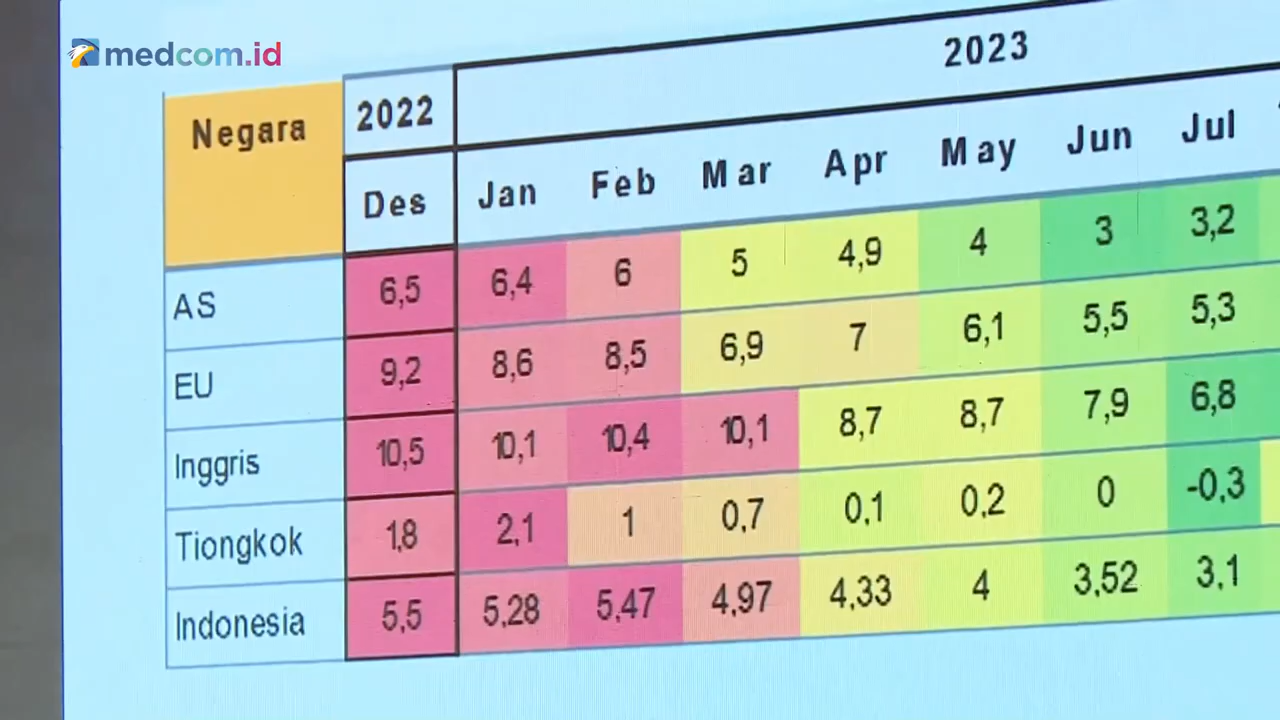 medcom.id
Negara 2022 2023
Des Jan Feb Mar Apr May Jun Jul
AS 6,5 6,4 6 5 4,9 4 3 3,2
EU 9,2 8,6 8,5 6,9 7 6,1 5,5 5,3
Inggris 10,5 10,1 10,4 10,1 8,7 8,7 7,9 6,8
Tiongkok 1,8 2,1 1 0,7 0,1 0,2 0 -0,3
Indonesia 5,5 5,28 5,47 4,97 4,33 4 3,52 3,1